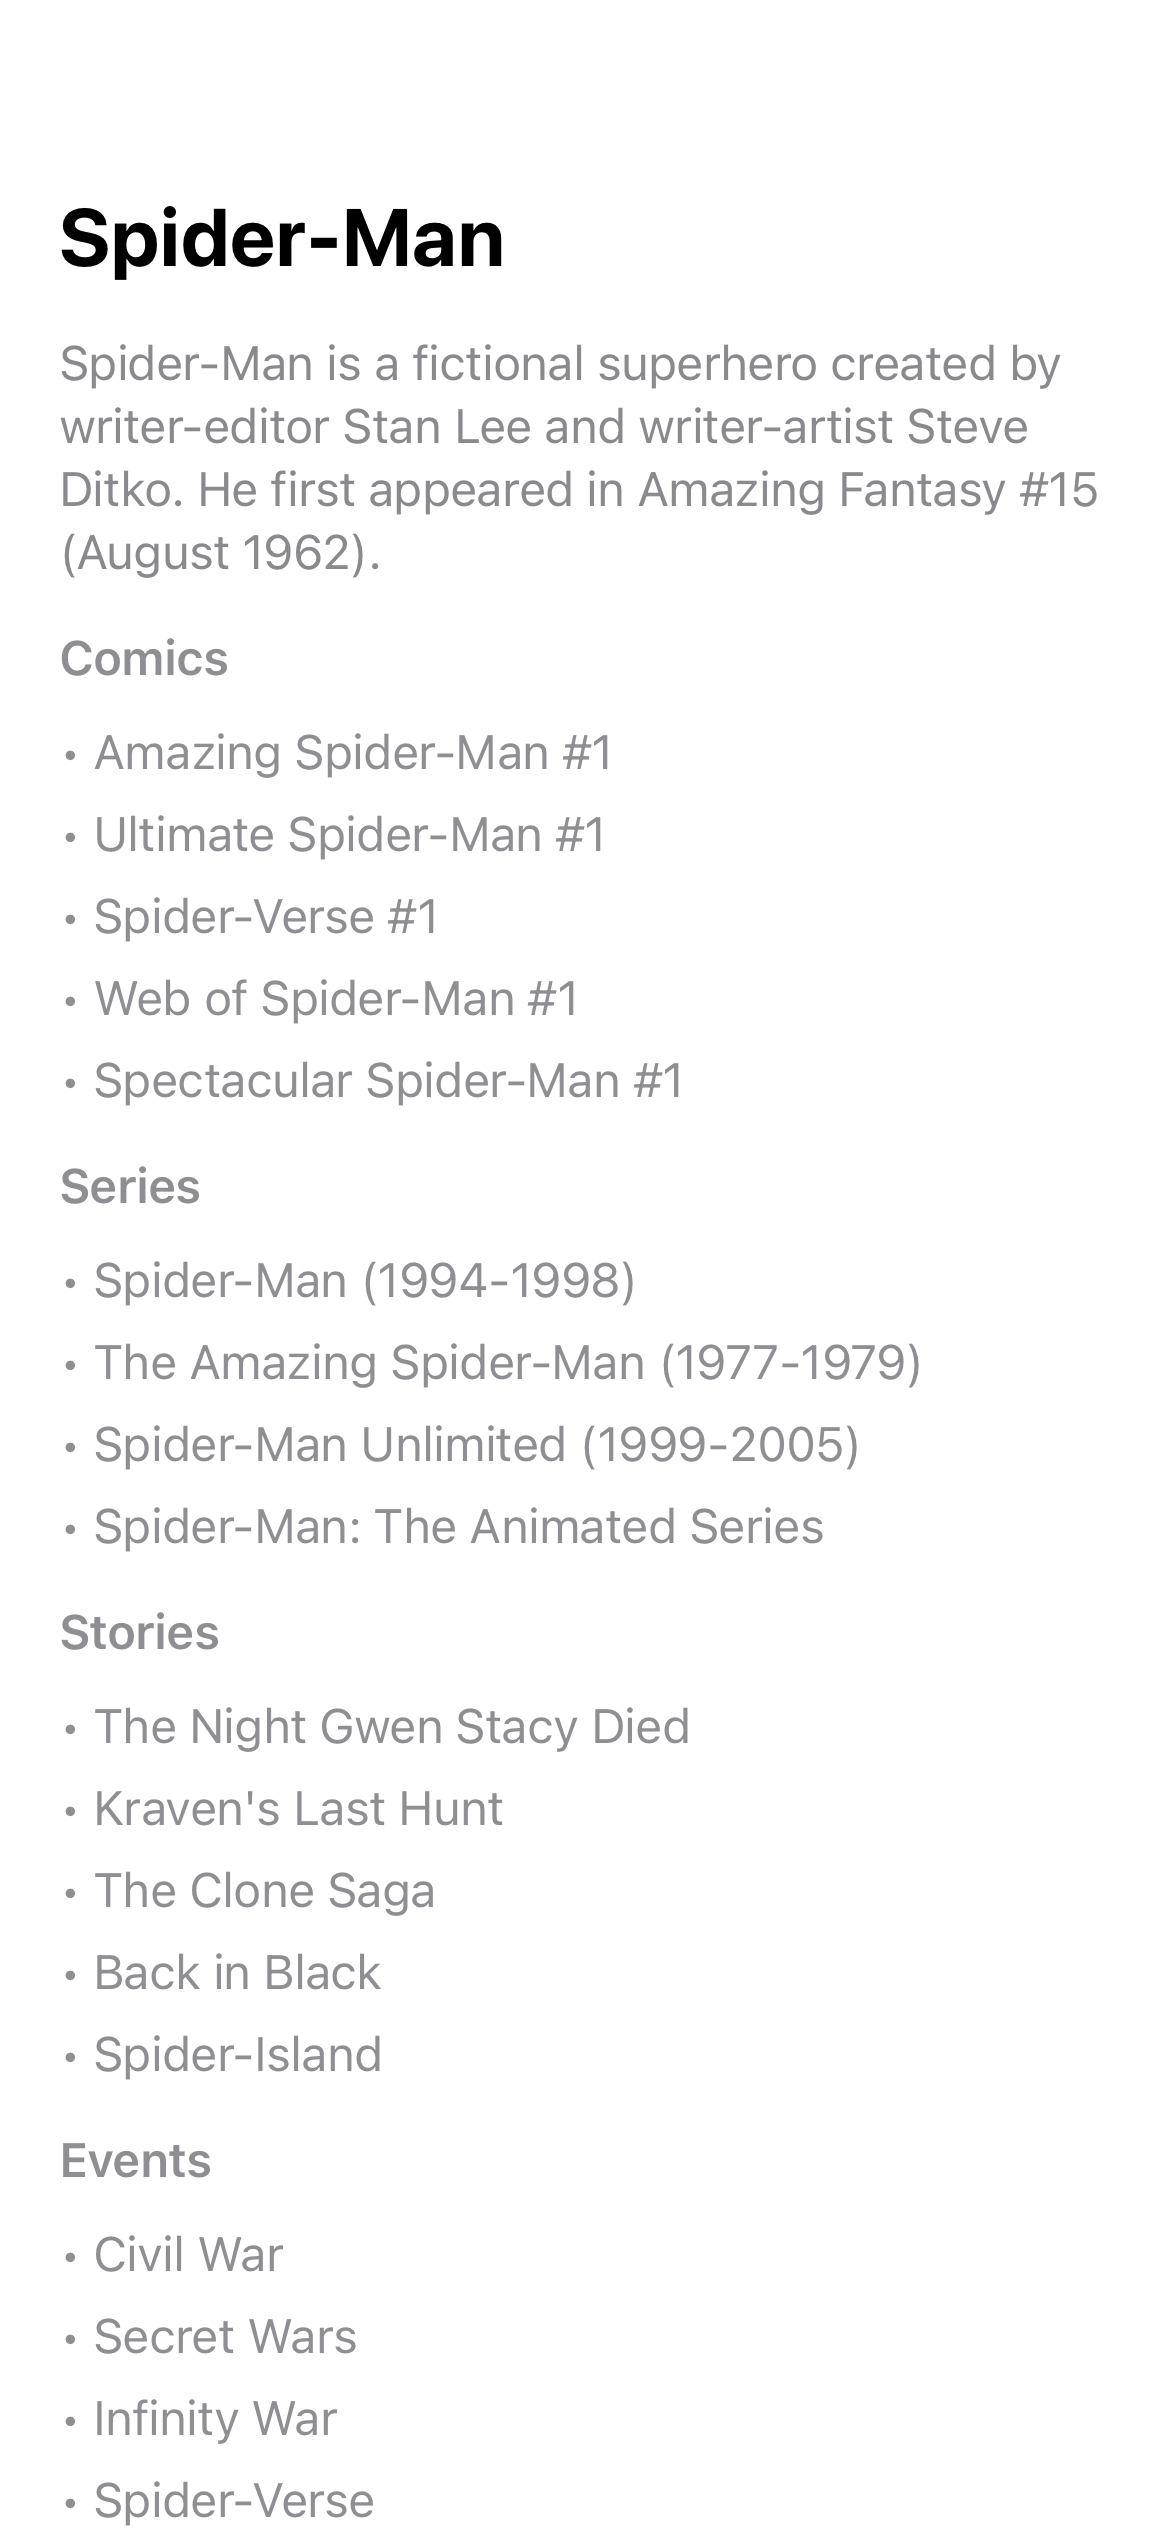 Spider-Man
Spider-Man is a fictional superhero created by
writer-editor Stan Lee and writer-artist Steve
Ditko. He first appeared in Amazing Fantasy #15
(August 1962).
Comics
• Amazing Spider-Man #1
• Ultimate Spider-Man #1
• Spider-Verse #1
• Web of Spider-Man #1
• Spectacular Spider-Man #1
Series
• Spider-Man (1994-1998)
• The Amazing Spider-Man (1977-1979)
• Spider-Man Unlimited (1999-2005)
• Spider-Man: The Animated Series
Stories
• The Night Gwen Stacy Died
• Kraven's Last Hunt
• The Clone Saga
• Back in Black
• Spider-Island
Events
• Civil War
• Secret Wars
• Infinity War
• Spider-Verse